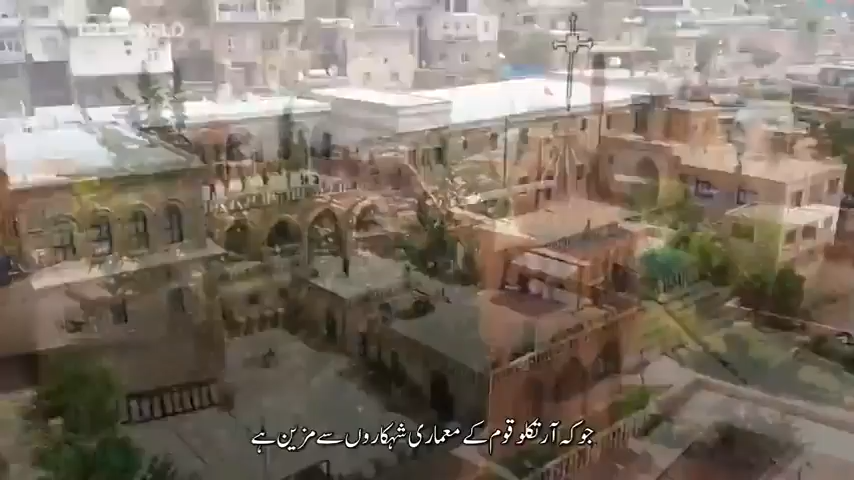 جو کہ آرتکلو قوم کے معماری شہکاروں سے مزین ہے